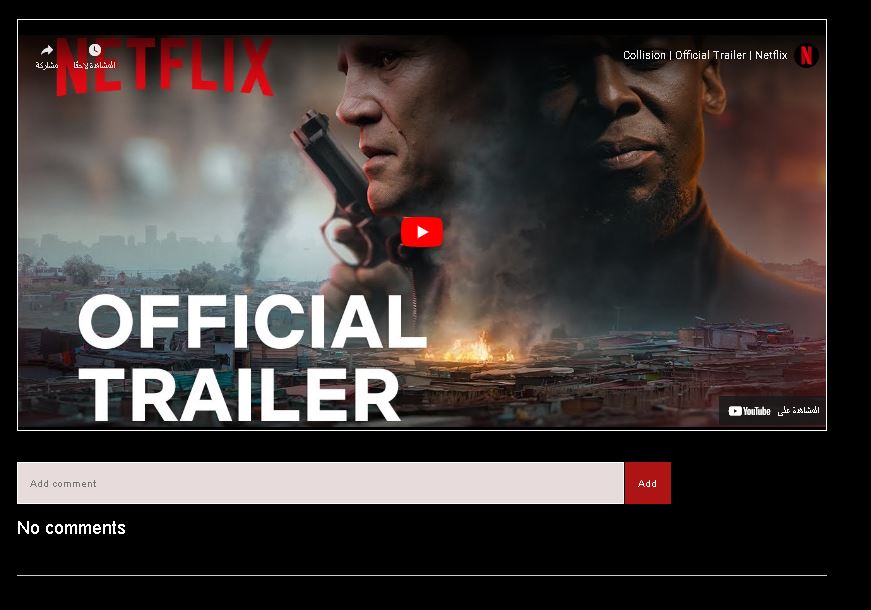 NETFLIX
مشاركة
المشاهدة لاحقًا
Collision | Official Trailer | Netflix
N
OFFICIAL
TRAILER
YouTube المشاهدة على
Add comment
Add
No comments